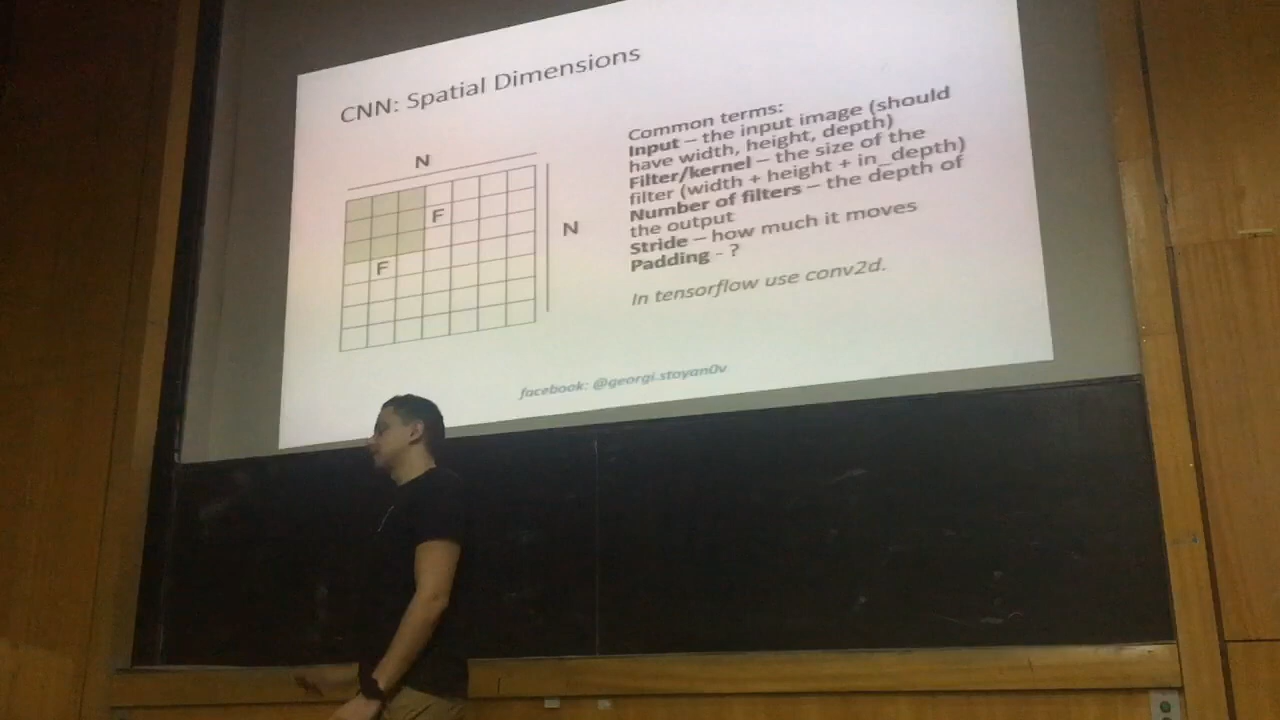 CNN: Spatial Dimensions
N
F
N
F
Common terms:
Input – the input image (should
have width, height, depth)
Filter/kernel – the size of the
filter (width + height + in_depth)
Number of filters – the depth of
the output
Stride – how much it moves
Padding - ?
In tensorflow use conv2d.
facebook: @georgi.stoyan0v